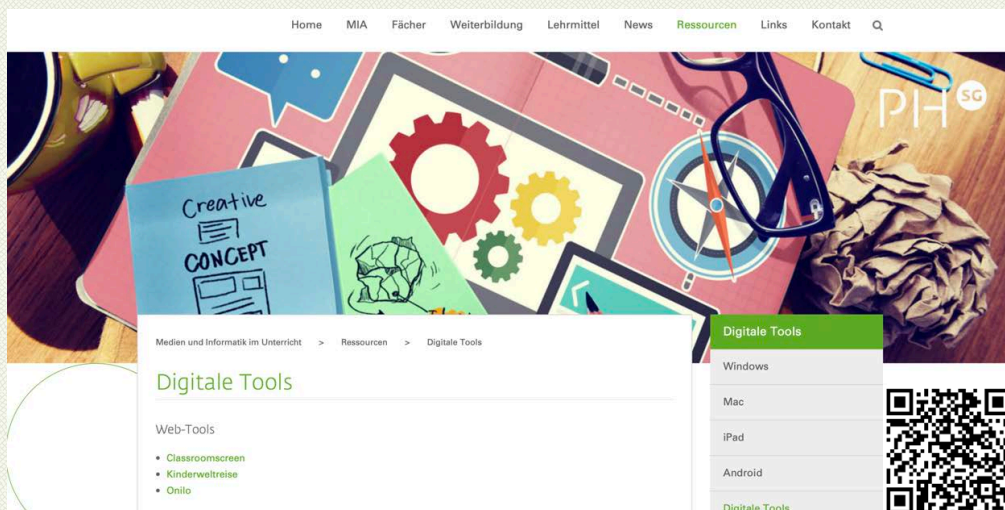 Home MIA Fächer Weiterbildung Lehrmittel News Ressourcen Links Kontakt
PH SG
Creative
CONCEPT
Medien und Informatik im Unterricht > Ressourcen > Digitale Tools
Digitale Tools
Web-Tools
• Classroomscreen
• Kinderweltreise
• Onilo
Digitale Tools
Windows
Mac
iPad
Android
Digitale Tools